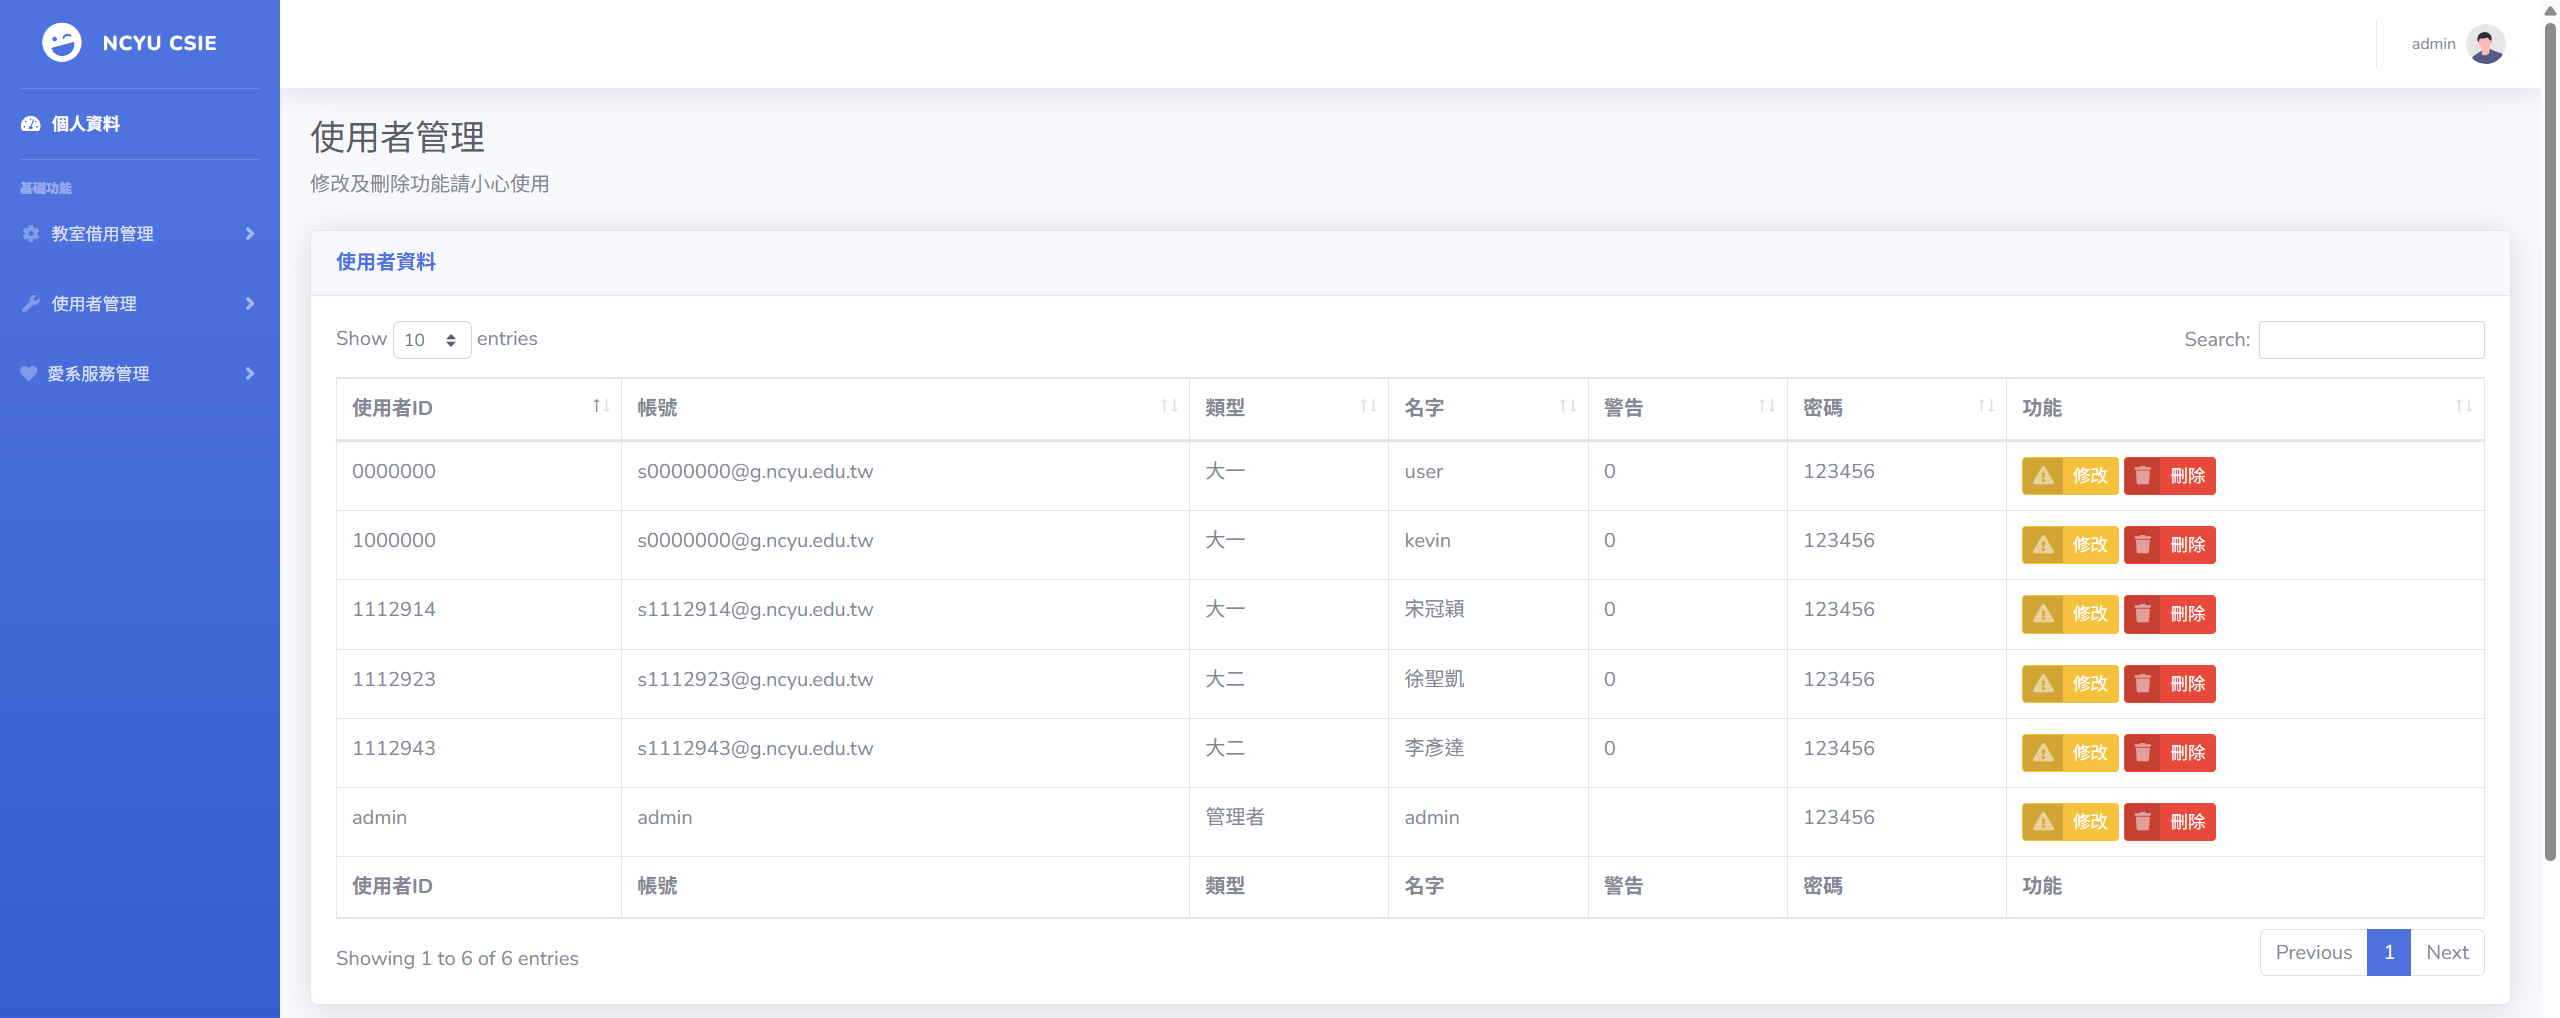 NCYU CSIE
admin
個人資料
基礎功能
教室借用管理
使用者管理
愛系服務管理
使用者管理
修改及刪除功能請小心使用
使用者資料
Show 10 entries
Search:
使用者ID 帳號 類型 名字 警告 密碼 功能
0000000 s0000000@g.ncyu.edu.tw 大一 user 0 123456 修改 刪除
1000000 s0000000@g.ncyu.edu.tw 大一 kevin 0 123456 修改 刪除
1112914 s1112914@g.ncyu.edu.tw 大一 宋冠穎 0 123456 修改 刪除
1112923 s1112923@g.ncyu.edu.tw 大二 徐聖凱 0 123456 修改 刪除
1112943 s1112943@g.ncyu.edu.tw 大二 李彥達 0 123456 修改 刪除
admin admin 管理者 admin 123456 修改 刪除
使用者ID 帳號 類型 名字 警告 密碼 功能
Showing 1 to 6 of 6 entries
Previous 1 Next